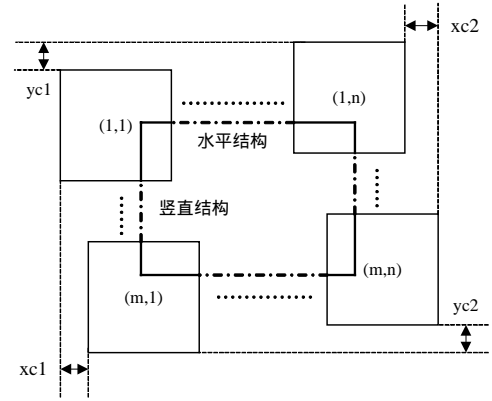 xc2
yc1
(1,n)
(1,1)
水平结构
竖直结构
(m,1)
(m,n)
yc2
xc1